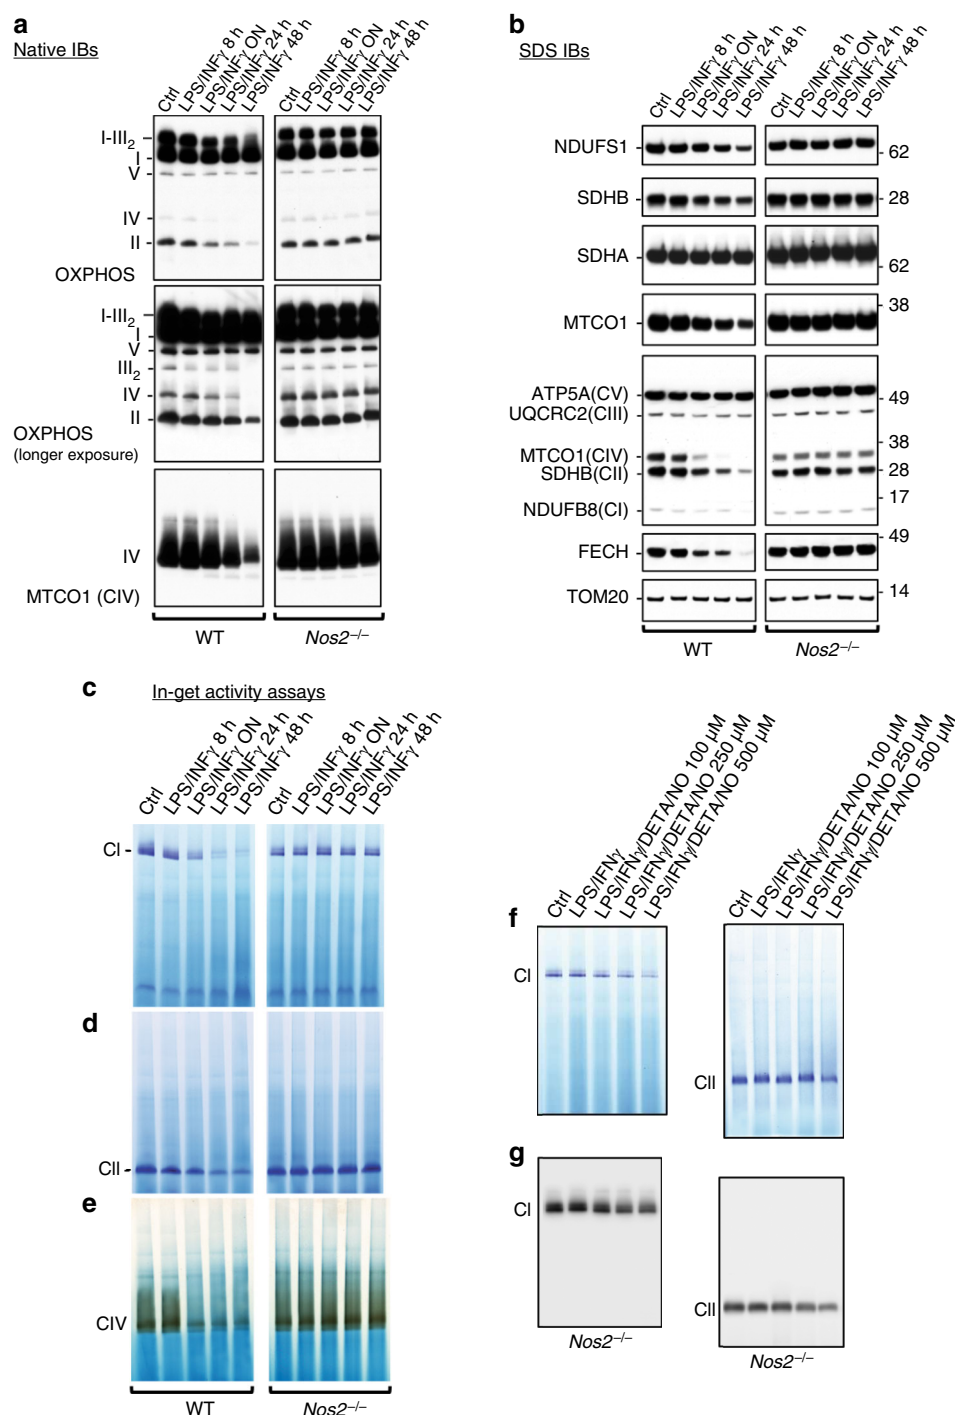 a
Native IBs
Ctrl
LPS/INFγ 8 h
LPS/INFγ ON
LPS/INFγ 24 h
LPS/INFγ 48 h
Ctrl
LPS/INFγ 8 h
LPS/INFγ ON
LPS/INFγ 24 h
LPS/INFγ 48 h
I-III2
I
V
IV
II
OXPHOS
I-III2
I
V
III2
IV
II
OXPHOS
(longer exposure)
IV
MTCO1 (CIV)
WT
Nos2–/–
b
SDS IBs
Ctrl
LPS/INFγ 8 h
LPS/INFγ ON
LPS/INFγ 24 h
LPS/INFγ 48 h
Ctrl
LPS/INFγ 8 h
LPS/INFγ ON
LPS/INFγ 24 h
LPS/INFγ 48 h
NDUFS1
62
SDHB
28
SDHA
62
MTCO1
38
ATP5A(CV)
49
UQCRC2(CIII)
38
MTCO1(CIV)
SDHB(CII)
28
17
NDUFB8(CI)
49
FECH
TOM20
14
WT
Nos2–/–
c
In-get activity assays
Ctrl
LPS/INFγ 8 h
LPS/INFγ ON
LPS/INFγ 24 h
LPS/INFγ 48 h
Ctrl
LPS/INFγ 8 h
LPS/INFγ ON
LPS/INFγ 24 h
LPS/INFγ 48 h
CI
d
CII
e
CIV
WT
Nos2–/–
f
Ctrl
LPS/IFNγ
LPS/IFNγ/DETA/NO 100 µM
LPS/IFNγ/DETA/NO 250 µM
LPS/IFNγ/DETA/NO 500 µM
Ctrl
LPS/IFNγ
LPS/IFNγ/DETA/NO 100 µM
LPS/IFNγ/DETA/NO 250 µM
LPS/IFNγ/DETA/NO 500 µM
CI
CII
g
CI
CII
Nos2–/–
Nos2–/–